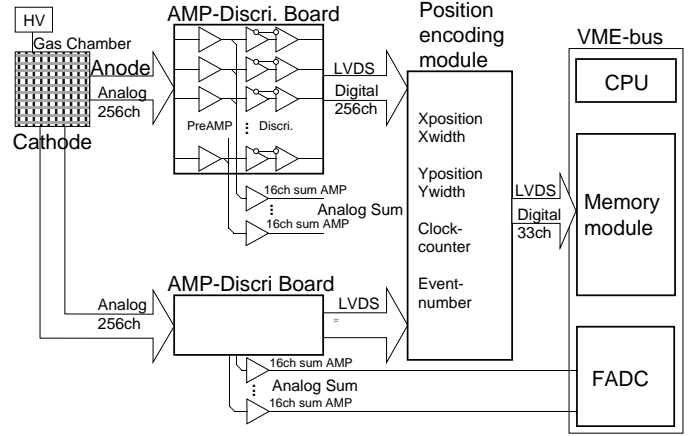 HV
Gas Chamber
Anode
Analog
256ch
Cathode
AMP-Discri. Board
PreAMP
Discri.
LVDS
Digital
256ch
16ch sum AMP
Analog Sum
16ch sum AMP
Position
encoding
module
Xposition
Xwidth
Yposition
Ywidth
Clock-
counter
Event-
number
LVDS
Digital
33ch
VME-bus
CPU
Memory
module
FADC
Analog
256ch
AMP-Discri Board
LVDS
16ch sum AMP
Analog Sum
16ch sum AMP